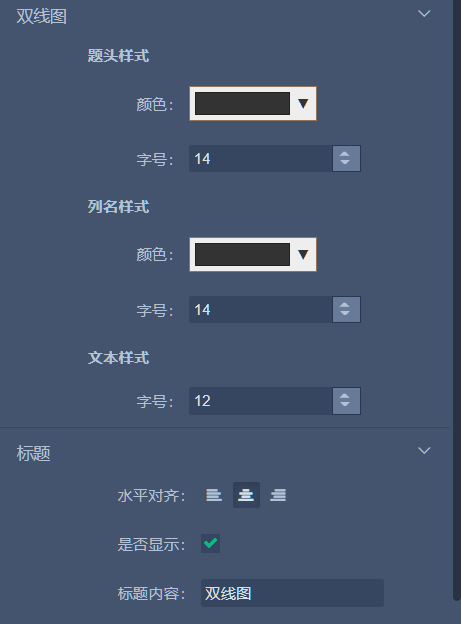 双线图
题头样式
颜色：
字号： 14
列名样式
颜色：
字号： 14
文本样式
字号： 12
标题
水平对齐：
是否显示：
标题内容： 双线图